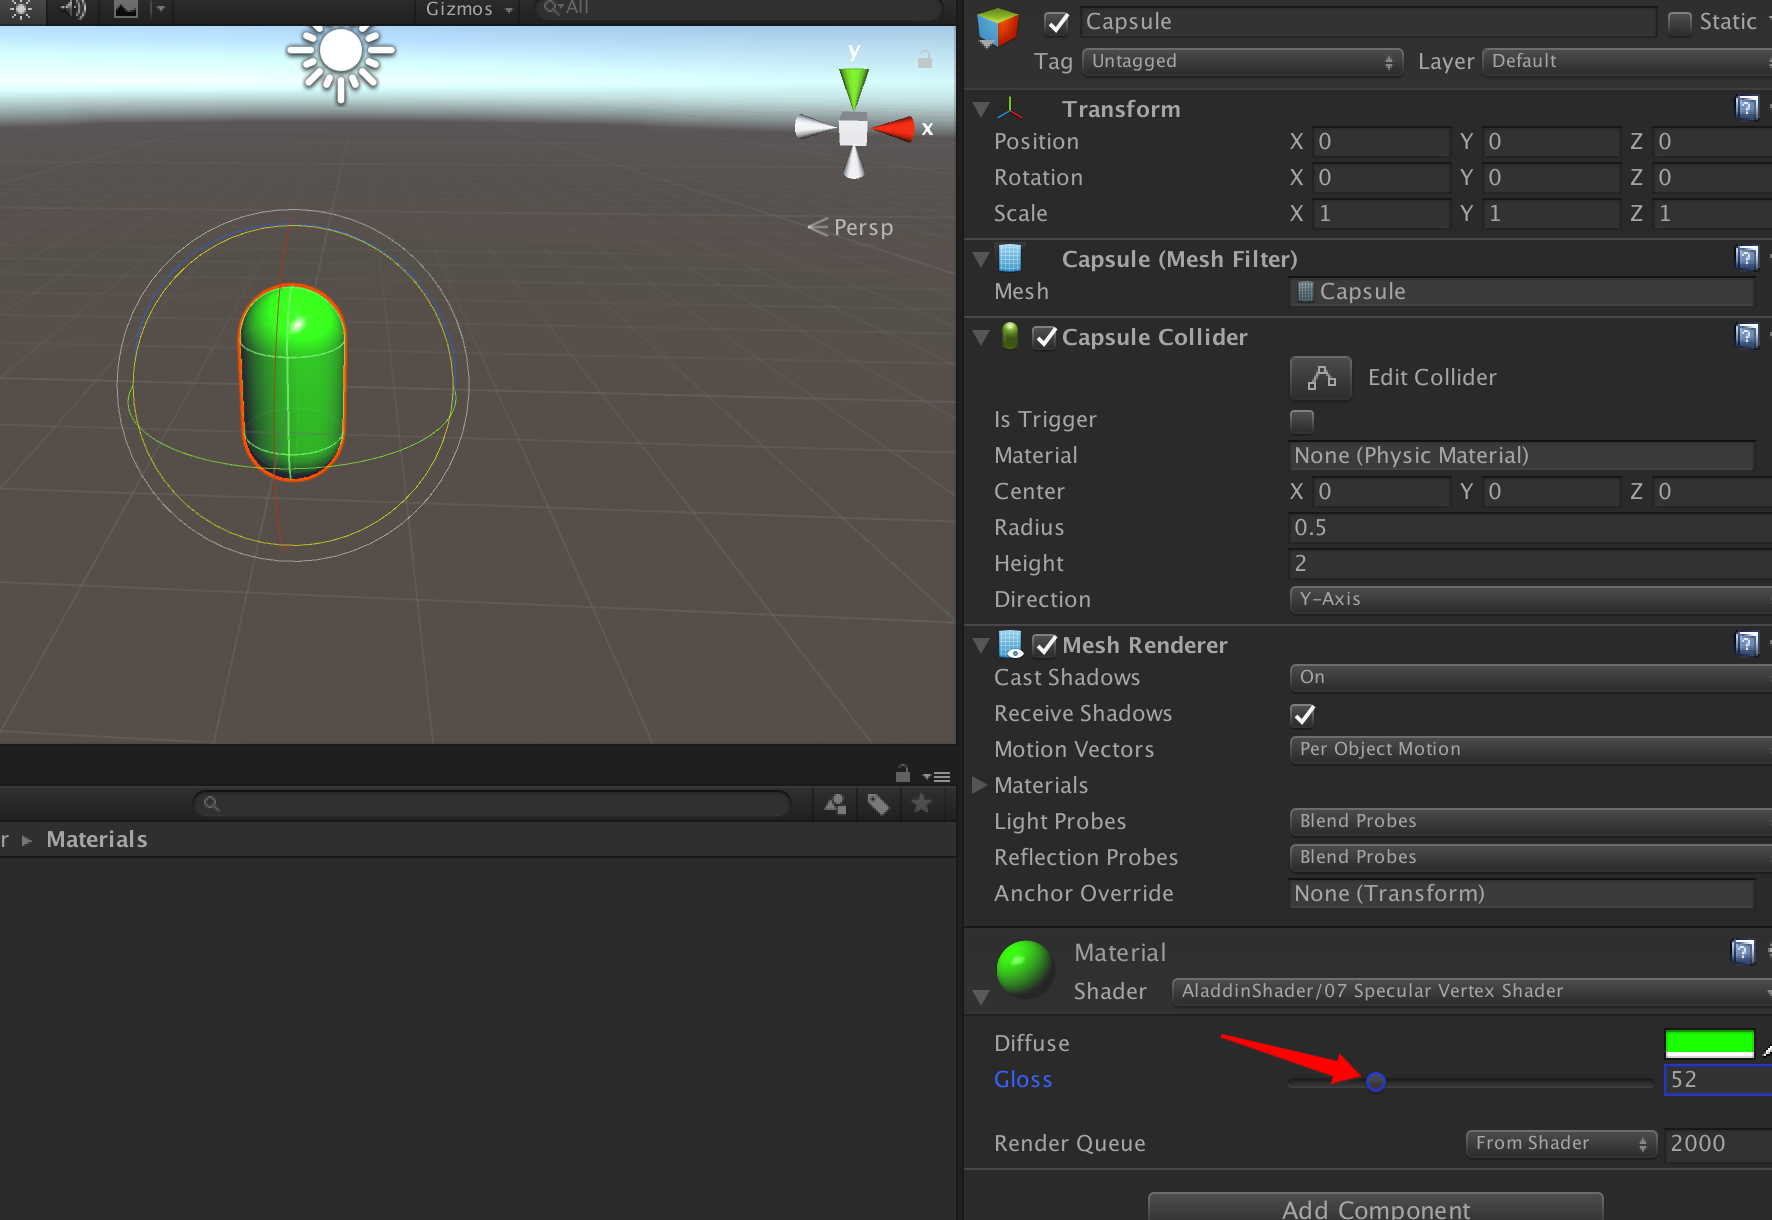 Gizmos
All
y
x
Persp
r ▸ Materials
Capsule
Static
Tag Untagged Layer Default
Transform
Position X 0 Y 0 Z 0
Rotation X 0 Y 0 Z 0
Scale X 1 Y 1 Z 1
Capsule (Mesh Filter)
Mesh Capsule
Capsule Collider
Edit Collider
Is Trigger
Material None (Physic Material)
Center X 0 Y 0 Z 0
Radius 0.5
Height 2
Direction Y-Axis
Mesh Renderer
Cast Shadows On
Receive Shadows
Motion Vectors Per Object Motion
Materials
Light Probes Blend Probes
Reflection Probes Blend Probes
Anchor Override None (Transform)
Material
Shader AladdinShader/07 Specular Vertex Shader
Diffuse
Gloss 52
Render Queue From Shader 2000
Add Component